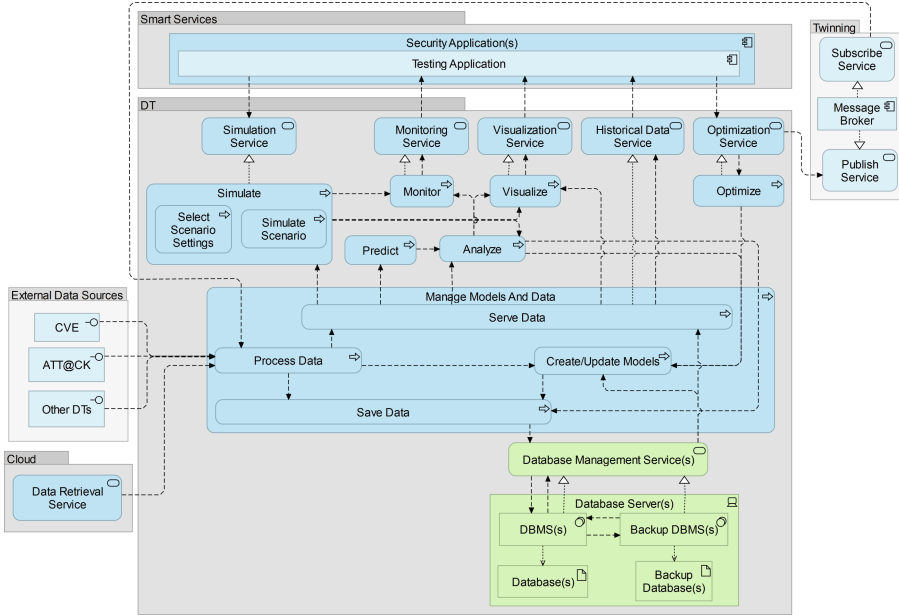 Smart Services
Security Application(s)
Testing Application
Twinning
Subscribe
Service
Message
Broker
Publish
Service
DT
Simulation
Service
Monitoring
Service
Visualization
Service
Historical Data
Service
Optimization
Service
Simulate
Select
Scenario
Settings
Simulate
Scenario
Monitor
Visualize
Optimize
Predict
Analyze
External Data Sources
CVE
ATT@CK
Other DTs
Manage Models And Data
Serve Data
Process Data
Create/Update Models
Save Data
Cloud
Data Retrieval
Service
Database Management Service(s)
Database Server(s)
DBMS(s)
Backup DBMS(s)
Database(s)
Backup
Database(s)